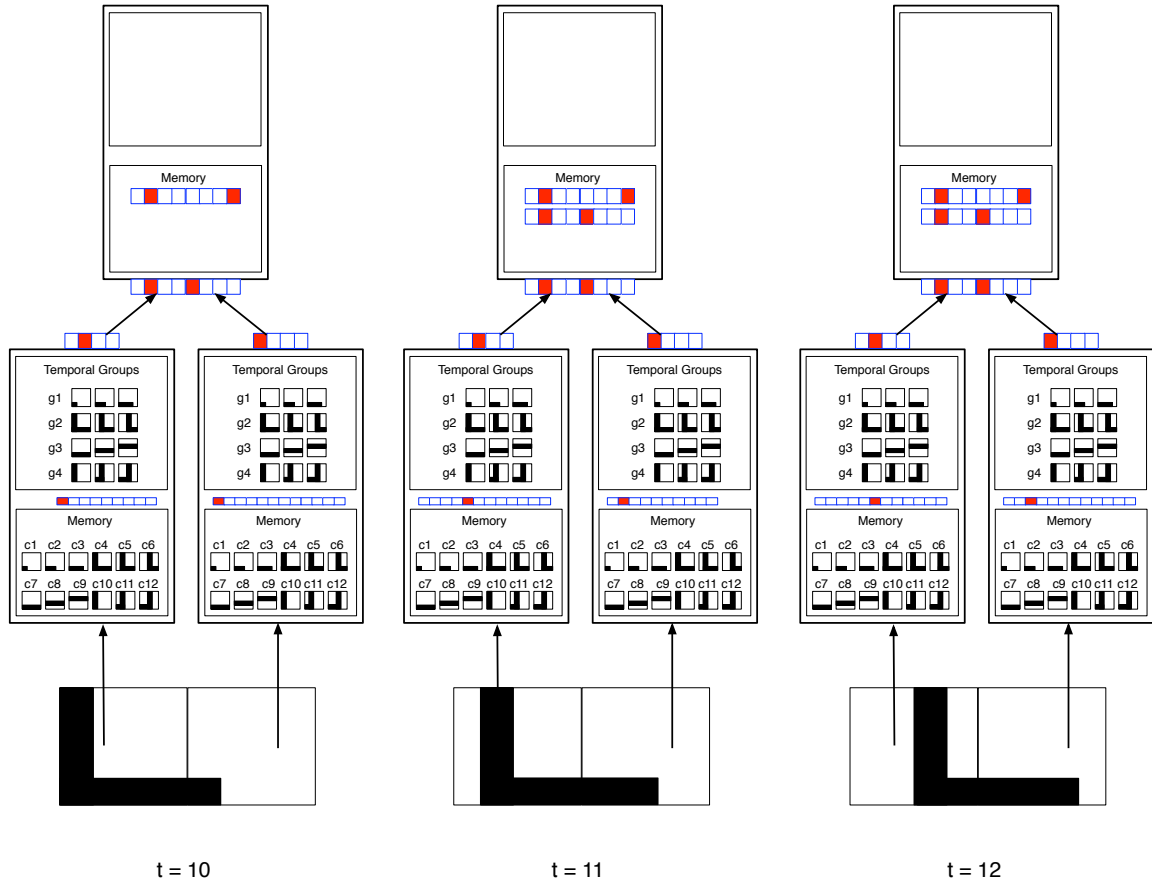 Memory Memory Memory
Temporal Groups Temporal Groups Temporal Groups Temporal Groups Temporal Groups Temporal Groups
g1 g1 g1 g1 g1 g1
g2 g2 g2 g2 g2 g2
g3 g3 g3 g3 g3 g3
g4 g4 g4 g4 g4 g4
Memory Memory Memory Memory Memory Memory
c1 c2 c3 c4 c5 c6 c1 c2 c3 c4 c5 c6 c1 c2 c3 c4 c5 c6 c1 c2 c3 c4 c5 c6 c1 c2 c3 c4 c5 c6 c1 c2 c3 c4 c5 c6
c7 c8 c9 c10 c11 c12 c7 c8 c9 c10 c11 c12 c7 c8 c9 c10 c11 c12 c7 c8 c9 c10 c11 c12 c7 c8 c9 c10 c11 c12 c7 c8 c9 c10 c11 c12
t = 10 t = 11 t = 12